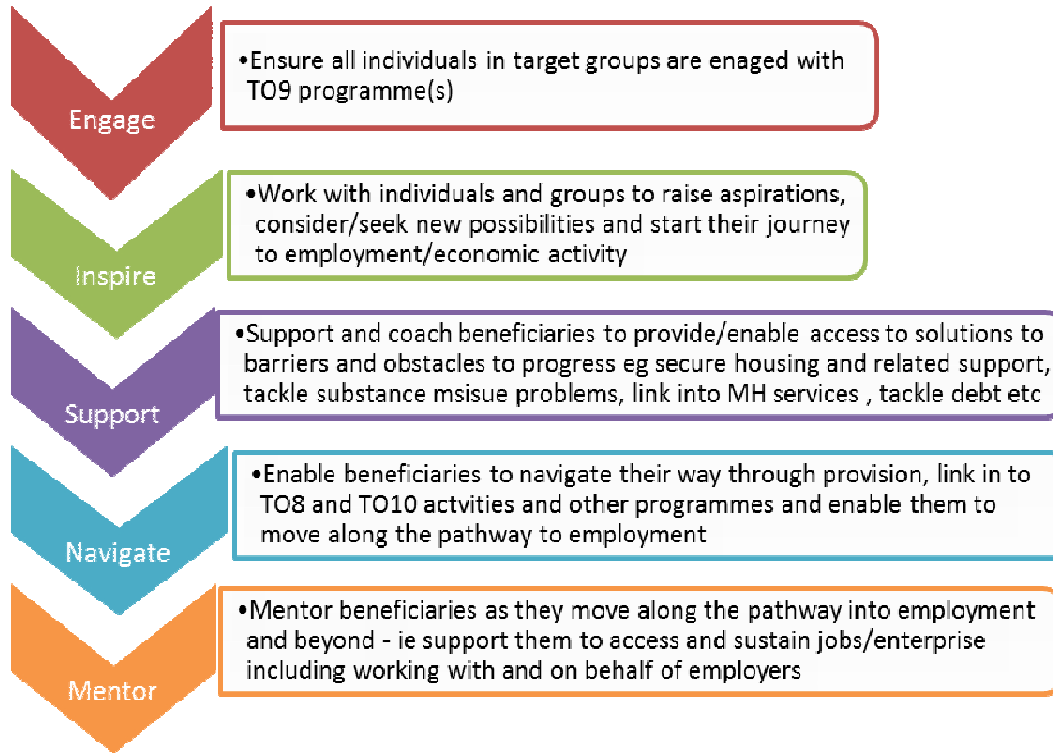 Engage
•Ensure all individuals in target groups are enaged with
TO9 programme(s)
Inspire
•Work with individuals and groups to raise aspirations,
consider/seek new possibilities and start their journey
to employment/economic activity
Support
•Support and coach beneficiaries to provide/enable access to solutions to
barriers and obstacles to progress eg secure housing and related support,
tackle substance msisue problems, link into MH services , tackle debt etc
Navigate
•Enable beneficiaries to navigate their way through provision, link in to
TO8 and TO10 actvities and other programmes and enable them to
move along the pathway to employment
Mentor
•Mentor beneficiaries as they move along the pathway into employment
and beyond - ie support them to access and sustain jobs/enterprise
including working with and on behalf of employers